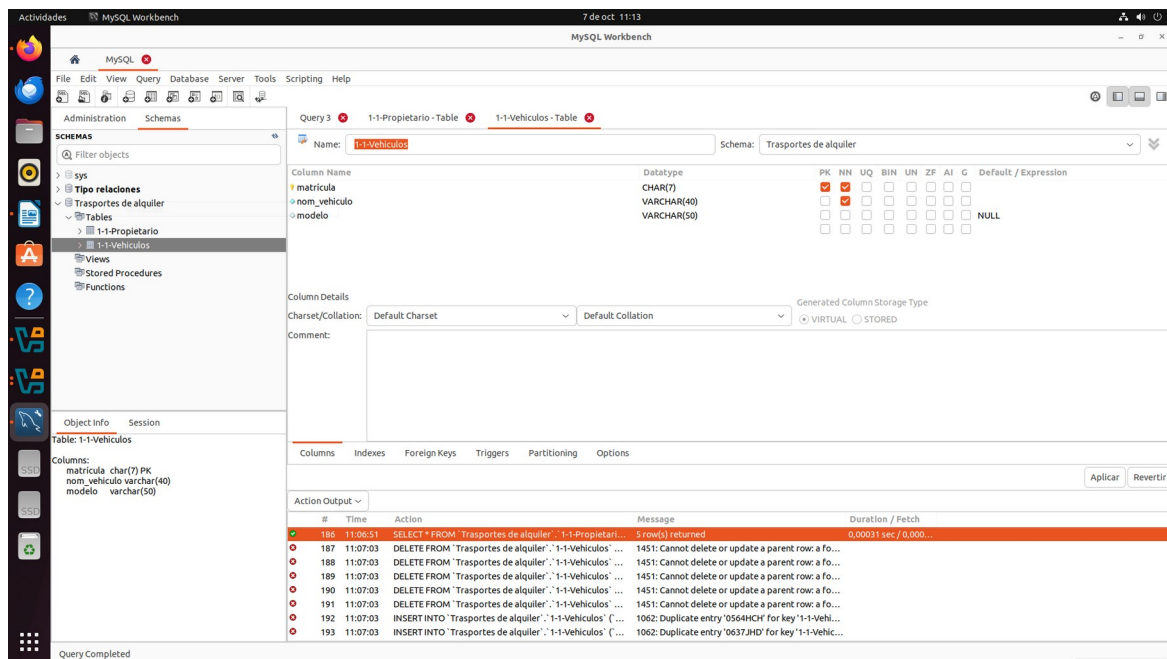 Actividades MySQL Workbench 7 de oct 11:13
MySQL Workbench
MySQL
File Edit View Query Database Server Tools Scripting Help
Administration Schemas
Query 3 1-1-Propietario - Table 1-1-Vehiculos - Table
SCHEMAS
Name: 1-1-Vehiculos Schema: Trasportes de alquiler
Filter objects
Column Name Datatype PK NN UQ BIN UN ZF AI G Default / Expression
sys
matrícula CHAR(7)
Tipo relaciones
nom_vehiculo VARCHAR(40)
Trasportes de alquiler
modelo VARCHAR(50) NULL
Tables
1-1-Propietario
1-1-Vehiculos
Views
Stored Procedures
Functions
Column Details
Generated Column Storage Type
Charset/Collation: Default Charset Default Collation VIRTUAL STORED
Comment:
Object Info Session
Table: 1-1-Vehiculos
Columns:
matrícula char(7) PK
nom_vehiculo varchar(40)
modelo varchar(50)
Columns Indexes Foreign Keys Triggers Partitioning Options
Aplicar Revertir
Action Output
# Time Action Message Duration / Fetch
186 11:06:51 SELECT * FROM `Trasportes de alquiler`.`1-1-Propietari... 5 row(s) returned 0,00031 sec / 0,000...
187 11:07:03 DELETE FROM `Trasportes de alquiler`.`1-1-Vehiculos` ... 1451: Cannot delete or update a parent row: a fo...
188 11:07:03 DELETE FROM `Trasportes de alquiler`.`1-1-Vehiculos` ... 1451: Cannot delete or update a parent row: a fo...
189 11:07:03 DELETE FROM `Trasportes de alquiler`.`1-1-Vehiculos` ... 1451: Cannot delete or update a parent row: a fo...
190 11:07:03 DELETE FROM `Trasportes de alquiler`.`1-1-Vehiculos` ... 1451: Cannot delete or update a parent row: a fo...
191 11:07:03 DELETE FROM `Trasportes de alquiler`.`1-1-Vehiculos` ... 1451: Cannot delete or update a parent row: a fo...
192 11:07:03 INSERT INTO `Trasportes de alquiler`.`1-1-Vehiculos` (`... 1062: Duplicate entry '0564HCH' for key '1-1-Vehi...
193 11:07:03 INSERT INTO `Trasportes de alquiler`.`1-1-Vehiculos` (`... 1062: Duplicate entry '0637JHD' for key '1-1-Vehic...
SSD
SSD
Query Completed